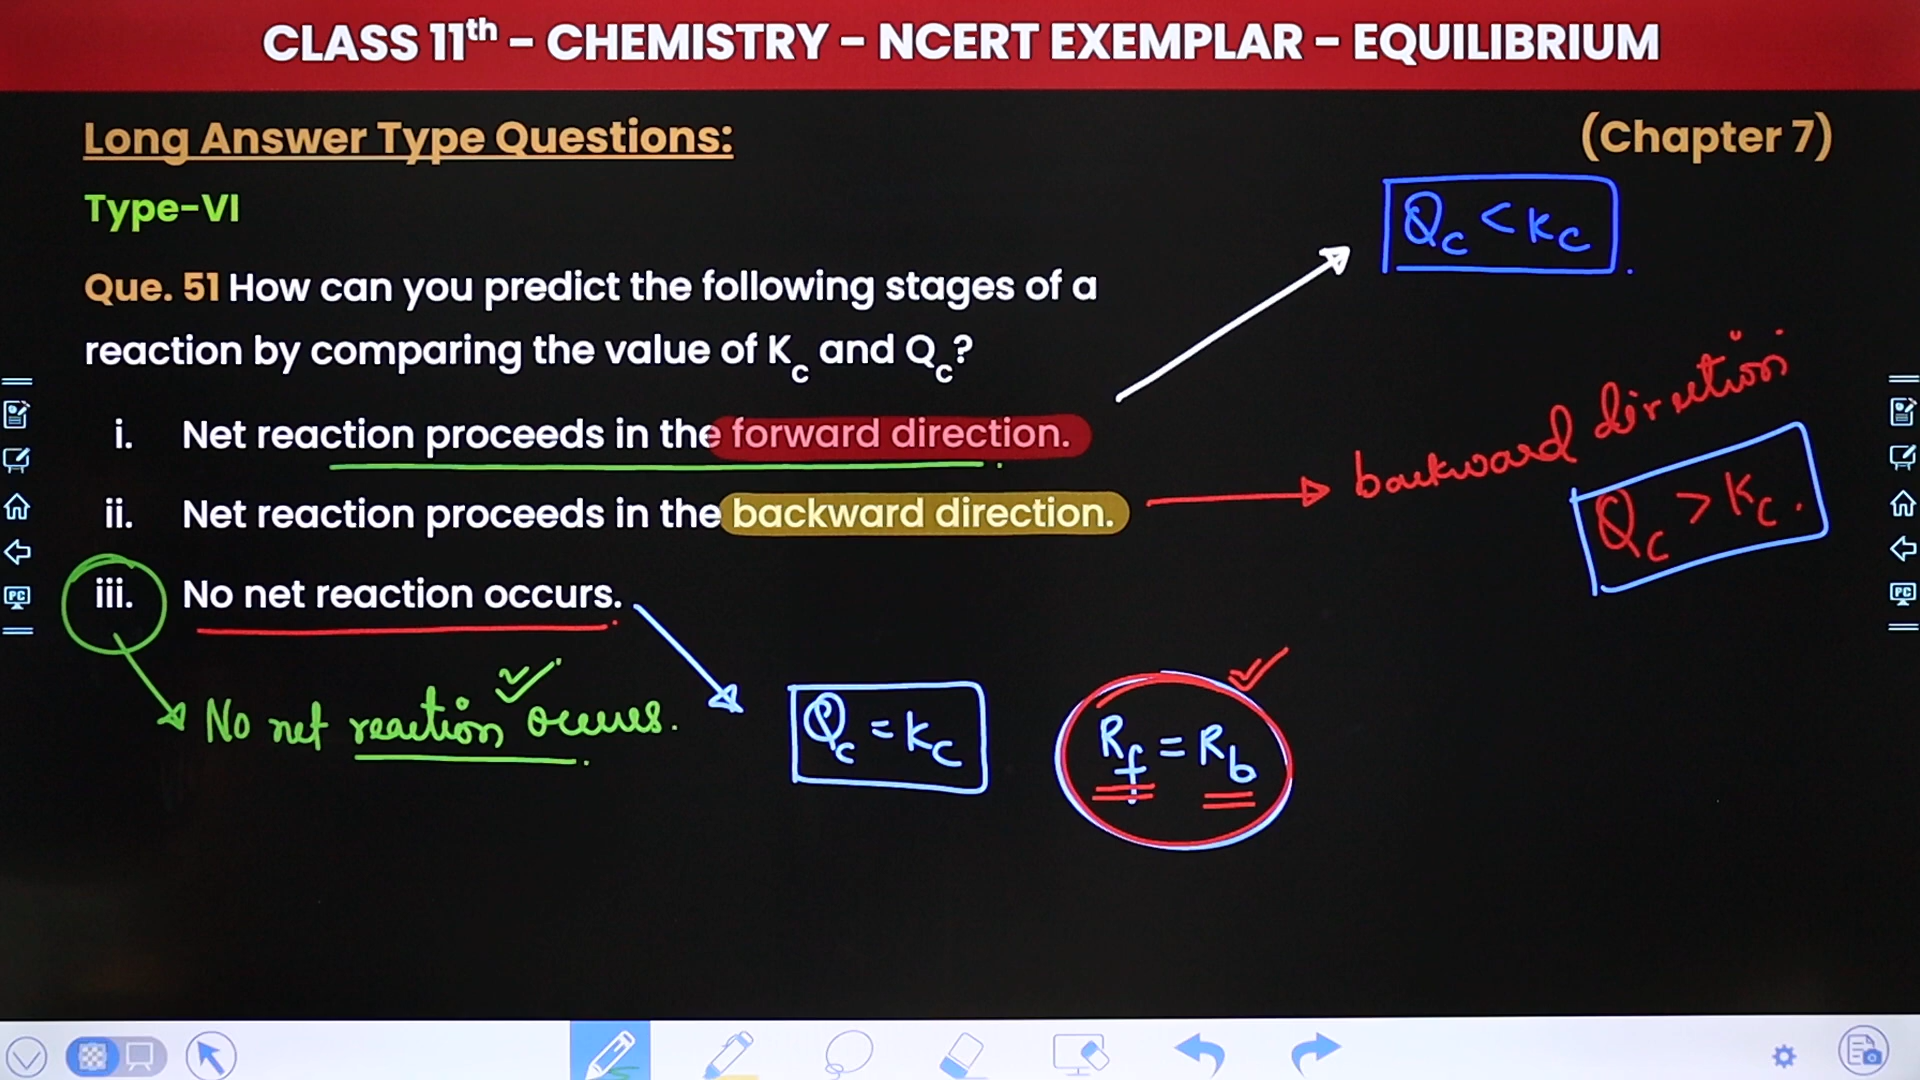 CLASS 11th - CHEMISTRY - NCERT EXEMPLAR - EQUILIBRIUM
Long Answer Type Questions:
(Chapter 7)
Type-VI
Qc < Kc
Que. 51 How can you predict the following stages of a
reaction by comparing the value of Kc and Qc?
i. Net reaction proceeds in the forward direction.
backward direction
Qc > Kc.
ii. Net reaction proceeds in the backward direction.
iii. No net reaction occurs.
No net reaction occurs.
Qc = Kc
Rf = Rb
PC
PC